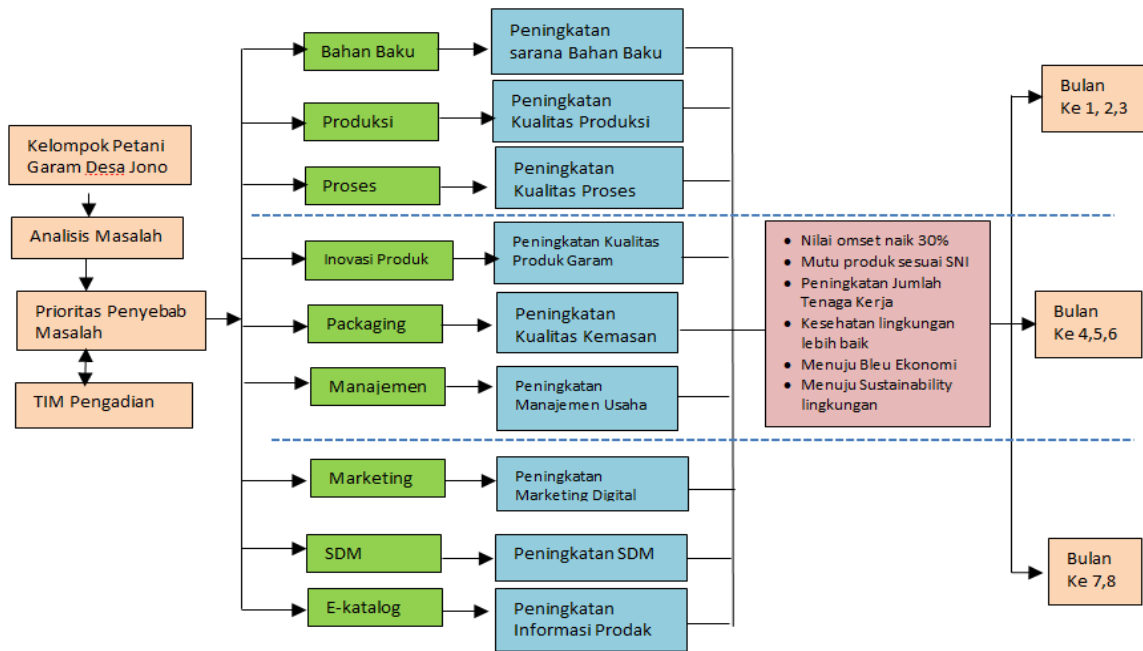 Kelompok Petani
Garam Desa Jono
Analisis Masalah
Prioritas Penyebab
Masalah
TIM Pengadian
Bahan Baku
Peningkatan
sarana Bahan Baku
Produksi
Peningkatan
Kualitas Produksi
Proses
Peningkatan
Kualitas Proses
Inovasi Produk
Peningkatan Kualitas
Produk Garam
Packaging
Peningkatan
Kualitas Kemasan
Manajemen
Peningkatan
Manajemen Usaha
Marketing
Peningkatan
Marketing Digital
SDM
Peningkatan SDM
E-katalog
Peningkatan
Informasi Prodak
• Nilai omset naik 30%
• Mutu produk sesuai SNI
• Peningkatan Jumlah
Tenaga Kerja
• Kesehatan lingkungan
lebih baik
• Menuju Bleu Ekonomi
• Menuju Sustainability
lingkungan
Bulan
Ke 1, 2,3
Bulan
Ke 4,5,6
Bulan
Ke 7,8